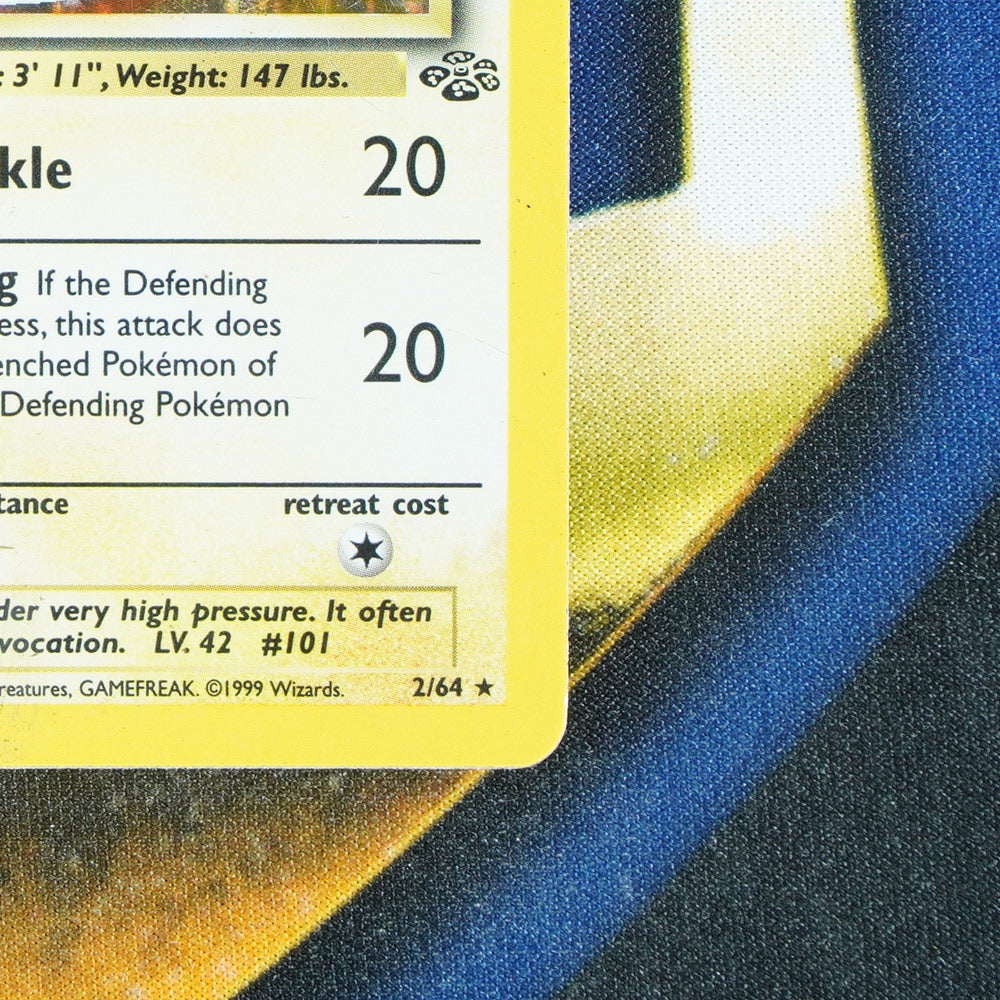 : 3' 11", Weight: 147 lbs.
kle 20
g If the Defending
ess, this attack does
enched Pokémon of 20
Defending Pokémon
tance retreat cost
der very high pressure. It often
vocation. LV. 42 #101
reatures, GAMEFREAK. ©1999 Wizards. 2/64 ★